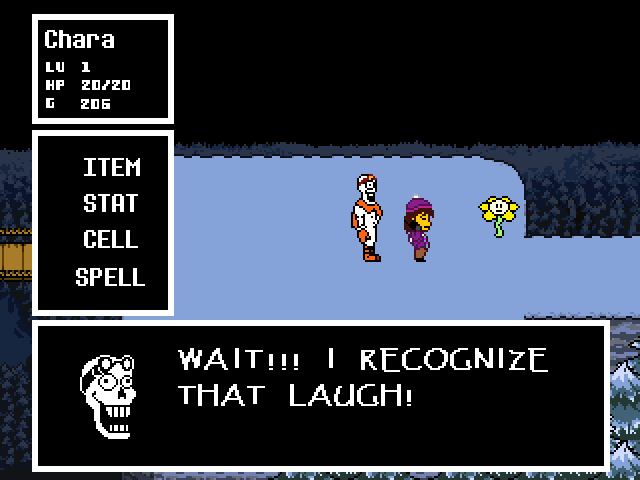 Chara
LV 1
HP 20/20
G 206
ITEM
STAT
CELL
SPELL
WAIT!!! I RECOGNIZE
THAT LAUGH!